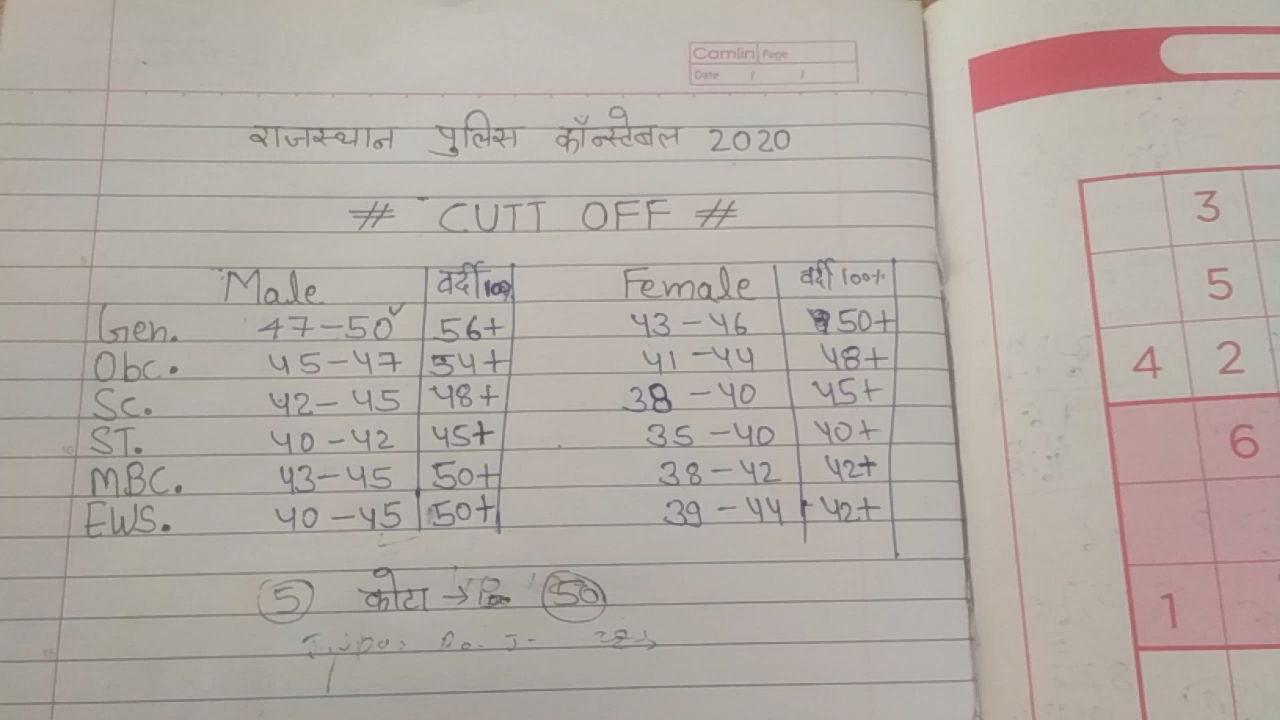 Camlin Page
Date / /
राजस्थान पुलिस कॉन्स्टेबल 2020
# CUTT OFF #
Male वर्दी 100% Female वर्दी 100%
Gen. 47-50 56+ 43-46 50+
Obc. 45-47 54+ 41-44 48+
Sc. 42-45 48+ 38-40 45+
ST. 40-42 45+ 35-40 40+
MBC. 43-45 50+ 38-42 42+
EWS. 40-45 50+ 39-44 42+
5 कोटा → 50
3
5
4 2
6
1